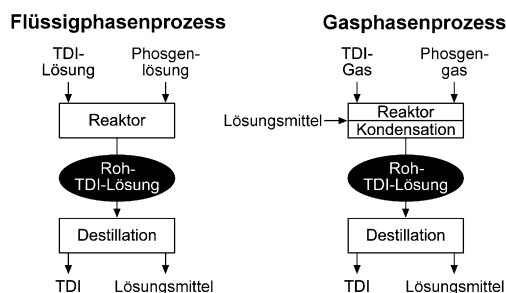 Flüssigphasenprozess
TDI-
Lösung
Phosgen-
lösung
Reaktor
Roh-
TDI-Lösung
Destillation
TDI
Lösungsmittel
Gasphasenprozess
TDI-
Gas
Phosgen-
gas
Lösungsmittel
Reaktor
Kondensation
Roh-
TDI-Lösung
Destillation
TDI
Lösungsmittel